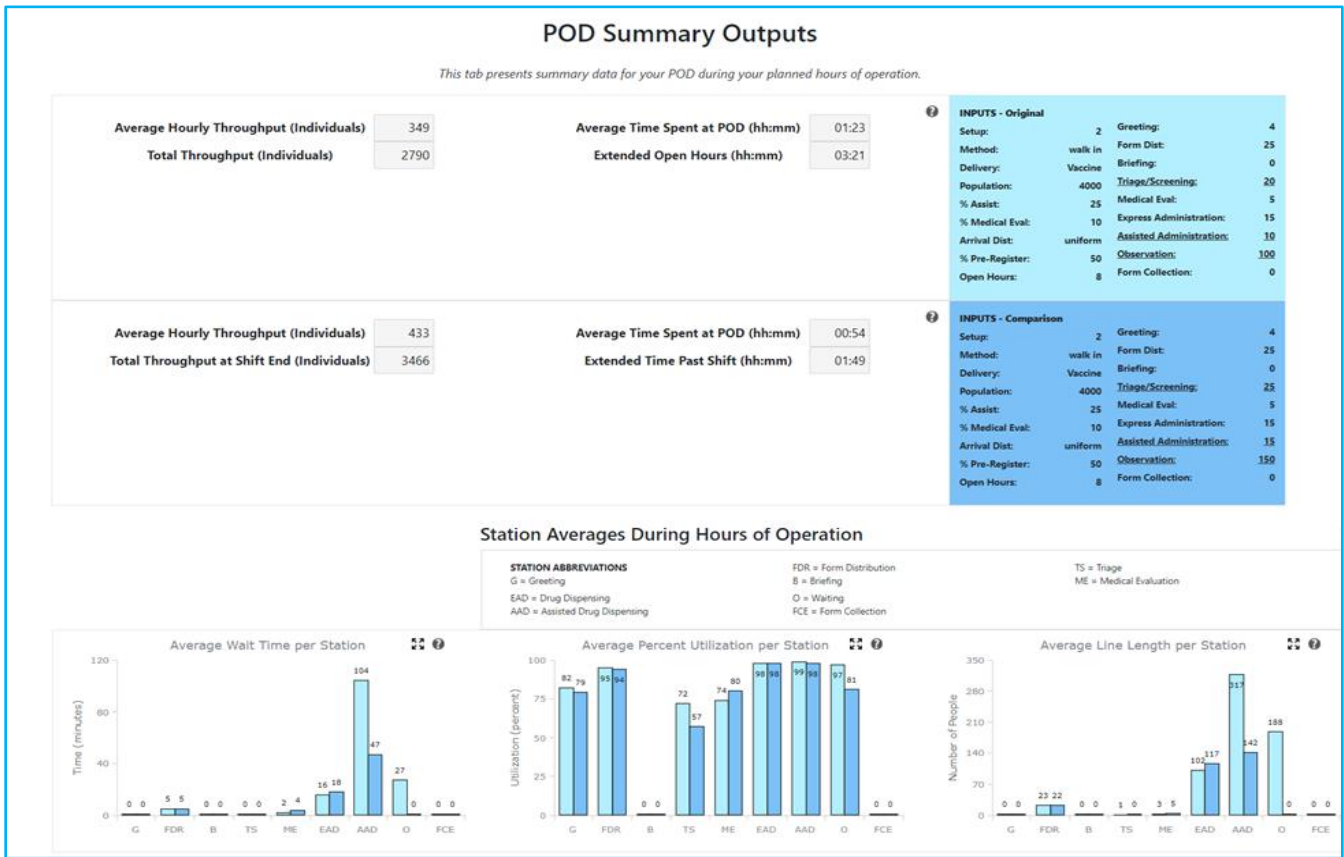 POD Summary Outputs
This tab presents summary data for your POD during your planned hours of operation.
Average Hourly Throughput (Individuals) 349 Average Time Spent at POD (hh:mm) 01:23
Total Throughput (Individuals) 2790 Extended Open Hours (hh:mm) 03:21
?
INPUTS - Original
Setup: 2 Greeting: 4
Method: walk in Form Dist: 25
Delivery: Vaccine Briefing: 0
Population: 4000 Triage/Screening: 20
% Assist: 25 Medical Eval: 5
% Medical Eval: 10 Express Administration: 15
Arrival Dist: uniform Assisted Administration: 10
% Pre-Register: 50 Observation: 100
Open Hours: 8 Form Collection: 0
Average Hourly Throughput (Individuals) 433 Average Time Spent at POD (hh:mm) 00:54
Total Throughput at Shift End (Individuals) 3466 Extended Time Past Shift (hh:mm) 01:49
?
INPUTS - Comparison
Setup: 2 Greeting: 4
Method: walk in Form Dist: 25
Delivery: Vaccine Briefing: 0
Population: 4000 Triage/Screening: 25
% Assist: 25 Medical Eval: 5
% Medical Eval: 10 Express Administration: 15
Arrival Dist: uniform Assisted Administration: 15
% Pre-Register: 50 Observation: 150
Open Hours: 8 Form Collection: 0
Station Averages During Hours of Operation
STATION ABBREVIATIONS FDR = Form Distribution TS = Triage
G = Greeting B = Briefing ME = Medical Evaluation
EAD = Drug Dispensing O = Waiting
AAD = Assisted Drug Dispensing FCE = Form Collection
Average Wait Time per Station ?
Time (minutes)
120
80
40
0
0 0 5 5 0 0 0 0 2 4 16 18 104 47 27 0 0 0
G FDR B TS ME EAD AAD O FCE
Average Percent Utilization per Station ?
Utilization (percent)
100
75
50
25
0
82 79 95 94 0 0 72 57 74 80 98 98 99 98 97 81 0 0
G FDR B TS ME EAD AAD O FCE
Average Line Length per Station ?
Number of People
350
280
210
140
70
0
0 0 23 22 0 0 1 0 3 5 102 117 317 142 188 0 0 0
G FDR B TS ME EAD AAD O FCE